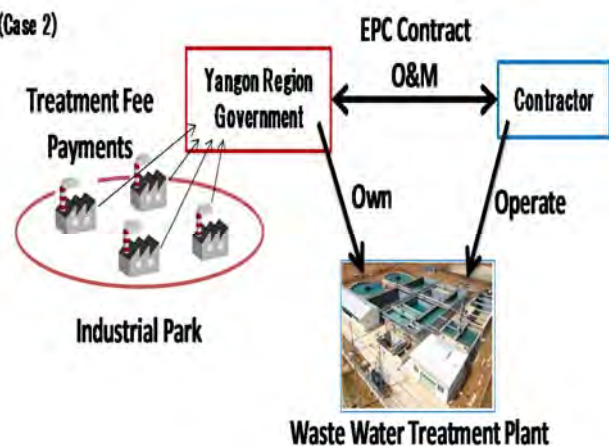 (Case 2)
EPC Contract
O&M
Treatment Fee
Payments
Yangon Region
Government
Contractor
Own
Operate
Industrial Park
Waste Water Treatment Plant